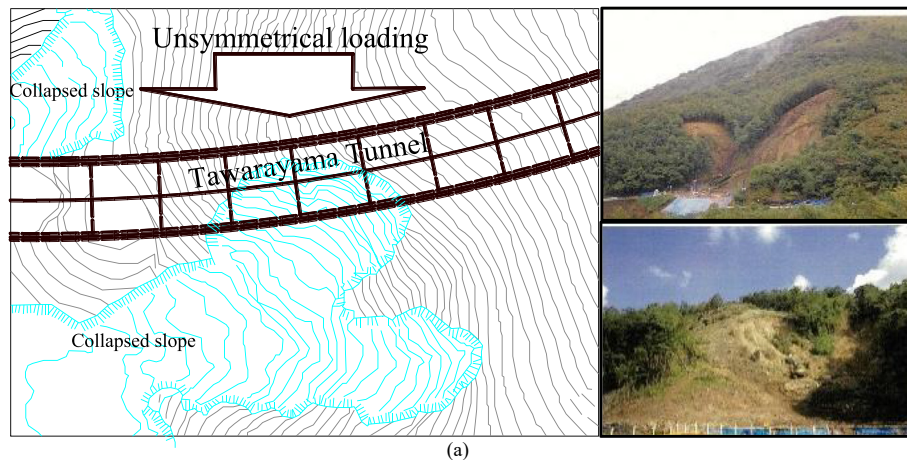 Unsymmetrical loading
Collapsed slope
Tawarayama Tunnel
Collapsed slope
(a)